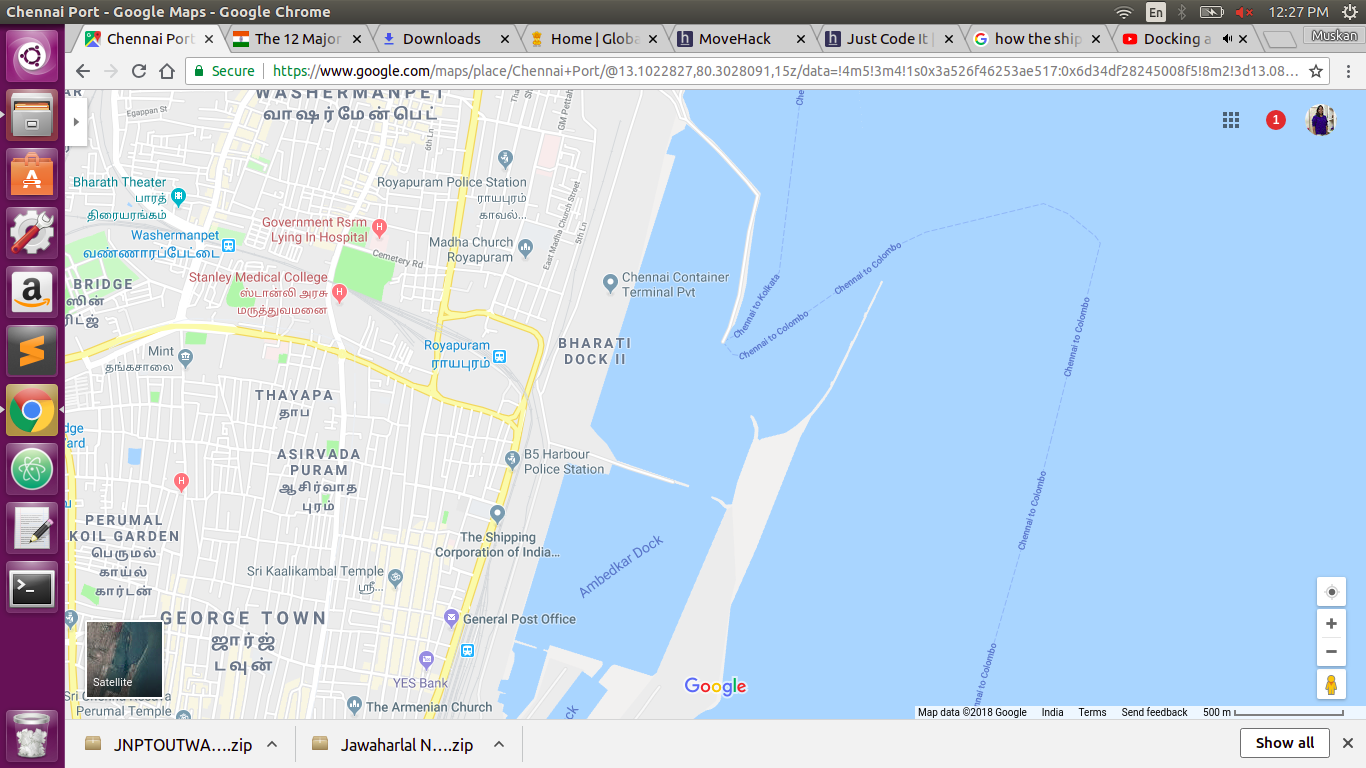 Chennai Port - Google Maps - Google Chrome
En
12:27 PM
Chennai Port
The 12 Major
Downloads
Home | Globa
MoveHack
Just Code It |
how the ship
Docking a
Muskan
Secure
https://www.google.com/maps/place/Chennai+Port/@13.1022827,80.3028091,15z/data=!4m5!3m4!1s0x3a526f46253ae517:0x6d34df28245008f5!8m2!3d13.08...
1
WASHERMANPET
வாஷர்மேன்பெட்
Egappan St
6th Ln
GM Pettah
Royapuram Police Station
ராயபுரம்
காவல்...
Bharath Theater
பாரத்
திரையரங்கம்
Government Rsrm
Lying In Hospital
Washermanpet
வண்ணாரப்பேட்டை
Madha Church
Royapuram
East Madha Church Street
5th Ln
Cemetery Rd
Stanley Medical College
ஸ்டான்லி அரசு
மருத்துவமனை
BRIDGE
Chennai Container
Terminal Pvt
Chennai to Kolkata
Chennai to Colombo
Chennai to Colombo
Chennai to Colombo
Chennai to Colombo
Chennai to Colombo
Mint
தங்கசாலை
Royapuram
ராயபுரம்
BHARATI
DOCK II
THAYAPA
தாப
ASIRVADA
PURAM
ஆசிர்வாத
புரம்
B5 Harbour
Police Station
PERUMAL
KOIL GARDEN
பெருமல்
காய்ல்
கார்டன்
The Shipping
Corporation of India...
Sri Kaalikambal Temple
ஸ்ரீ...
Ambedkar Dock
GEORGE TOWN
ஜார்ஜ்
டவுன்
General Post Office
YES Bank
Satellite
Perumal Temple
The Armenian Church
Google
Map data ©2018 Google
India
Terms
Send feedback
500 m
JNPTOUTWA....zip
Jawaharlal N....zip
Show all